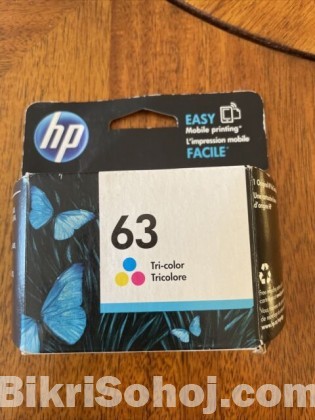 hp
EASY
Mobile printing*
L'impression mobile
FACILE*
63
Tri-color
Tricolore
BikriSohoj.com